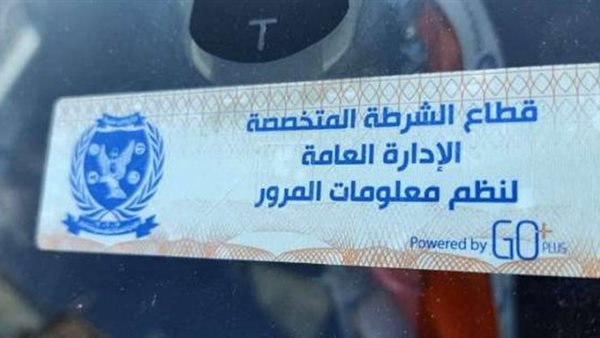 T
قطاع الشرطة المتخصصة
الإدارة العامة
لنظم معلومات المرور
Powered by GO+ PLUS